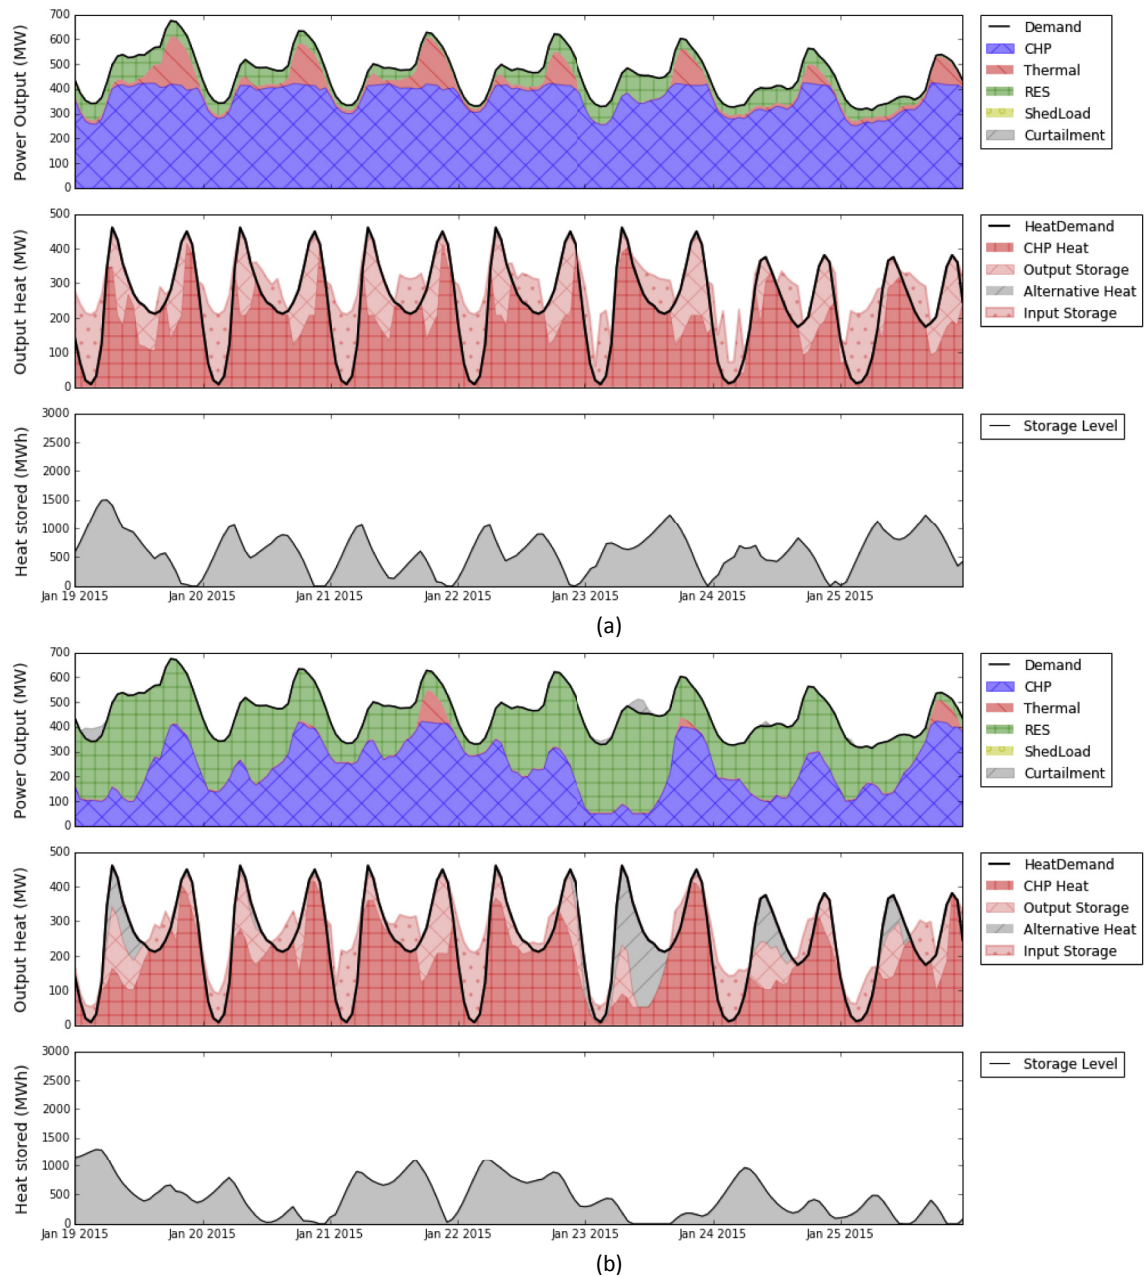 Power Output (MW)
700
600
500
400
300
200
100
0
Demand
CHP
Thermal
RES
ShedLoad
Curtailment
Output Heat (MW)
500
400
300
200
100
0
HeatDemand
CHP Heat
Output Storage
Alternative Heat
Input Storage
Heat stored (MWh)
3000
2500
2000
1500
1000
500
0
Storage Level
Jan 19 2015
Jan 20 2015
Jan 21 2015
Jan 22 2015
Jan 23 2015
Jan 24 2015
Jan 25 2015
(a)
Power Output (MW)
700
600
500
400
300
200
100
0
Demand
CHP
Thermal
RES
ShedLoad
Curtailment
Output Heat (MW)
500
400
300
200
100
0
HeatDemand
CHP Heat
Output Storage
Alternative Heat
Input Storage
Heat stored (MWh)
3000
2500
2000
1500
1000
500
0
Storage Level
Jan 19 2015
Jan 20 2015
Jan 21 2015
Jan 22 2015
Jan 23 2015
Jan 24 2015
Jan 25 2015
(b)